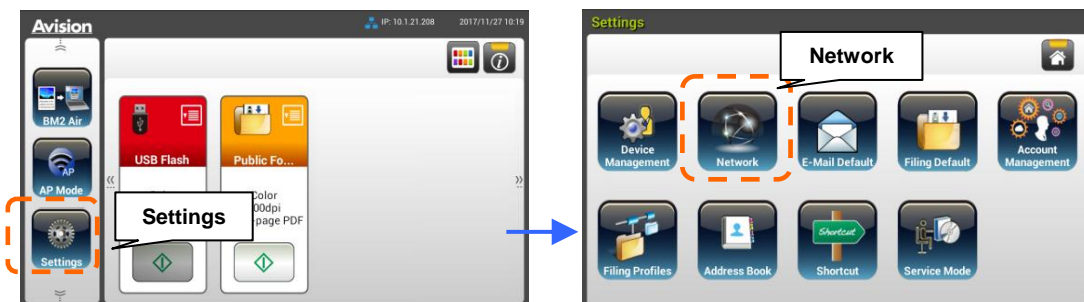 Avision
IP: 10.1.21.208
2017/11/27 10:19
BM2 Air
AP
AP Mode
Settings
USB Flash
Public Fo...
Color
00dpi
page PDF
Settings
Settings
Network
Device
Management
Network
E-Mail Default
Filing Default
Account
Management
Filing Profiles
Address Book
Shortcut
Shortcut
Service Mode